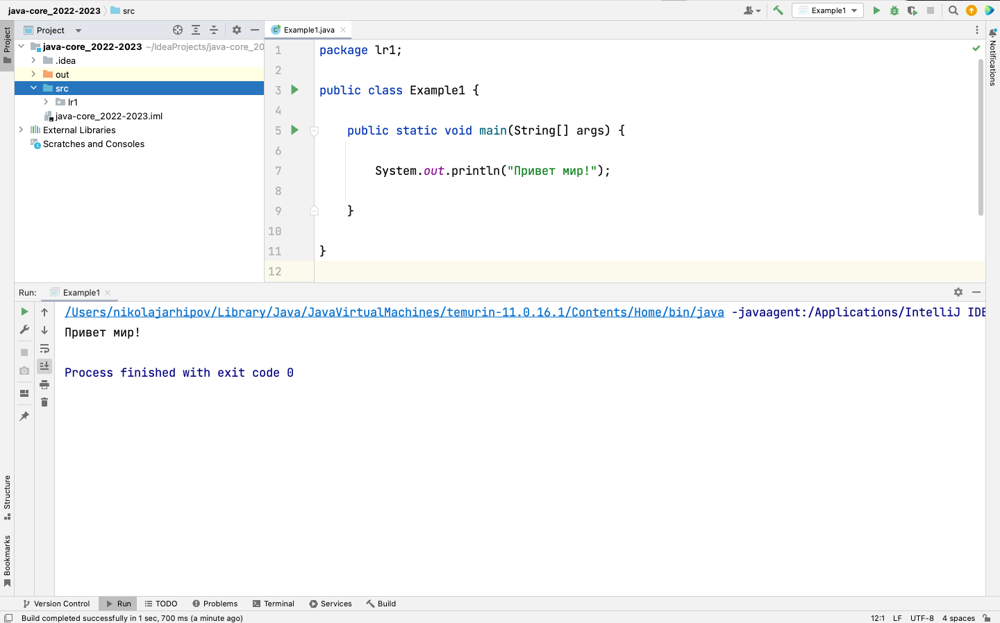 java-core_2022-2023 src
Example1
Project
Example1.java
Project
java-core_2022-2023 ~/IdeaProjects/java-core_20
.idea
out
src
lr1
java-core_2022-2023.iml
External Libraries
Scratches and Consoles
1 package lr1;
2
3 public class Example1 {
4
5 public static void main(String[] args) {
6
7 System.out.println("Привет мир!");
8
9 }
10
11 }
12
Notifications
Run: Example1
/Users/nikolajarhipov/Library/Java/JavaVirtualMachines/temurin-11.0.16.1/Contents/Home/bin/java -javaagent:/Applications/IntelliJ IDE
Привет мир!
Process finished with exit code 0
Structure
Bookmarks
Version Control Run TODO Problems Terminal Services Build
Build completed successfully in 1 sec, 700 ms (a minute ago) 12:1 LF UTF-8 4 spaces